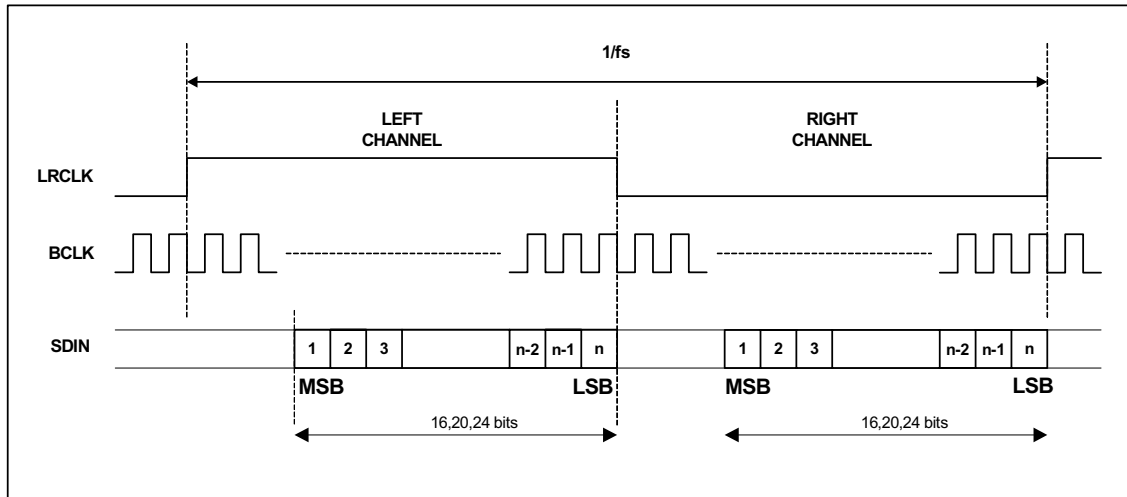 1/fs
LEFT
CHANNEL
RIGHT
CHANNEL
LRCLK
BCLK
SDIN
1 2 3 n-2 n-1 n 1 2 3 n-2 n-1 n
MSB LSB MSB LSB
16,20,24 bits 16,20,24 bits